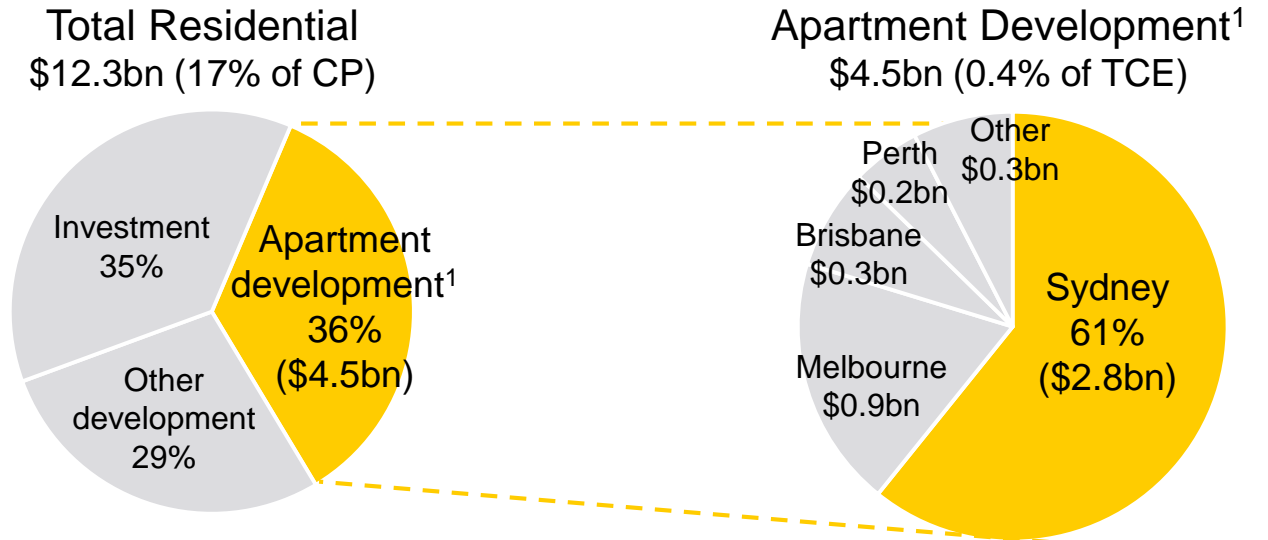 Total Residential
$12.3bn (17% of CP)
Investment
35%
Apartment
development¹
36%
($4.5bn)
Other
development
29%
Apartment Development¹
$4.5bn (0.4% of TCE)
Other
$0.3bn
Perth
$0.2bn
Brisbane
$0.3bn
Melbourne
$0.9bn
Sydney
61%
($2.8bn)